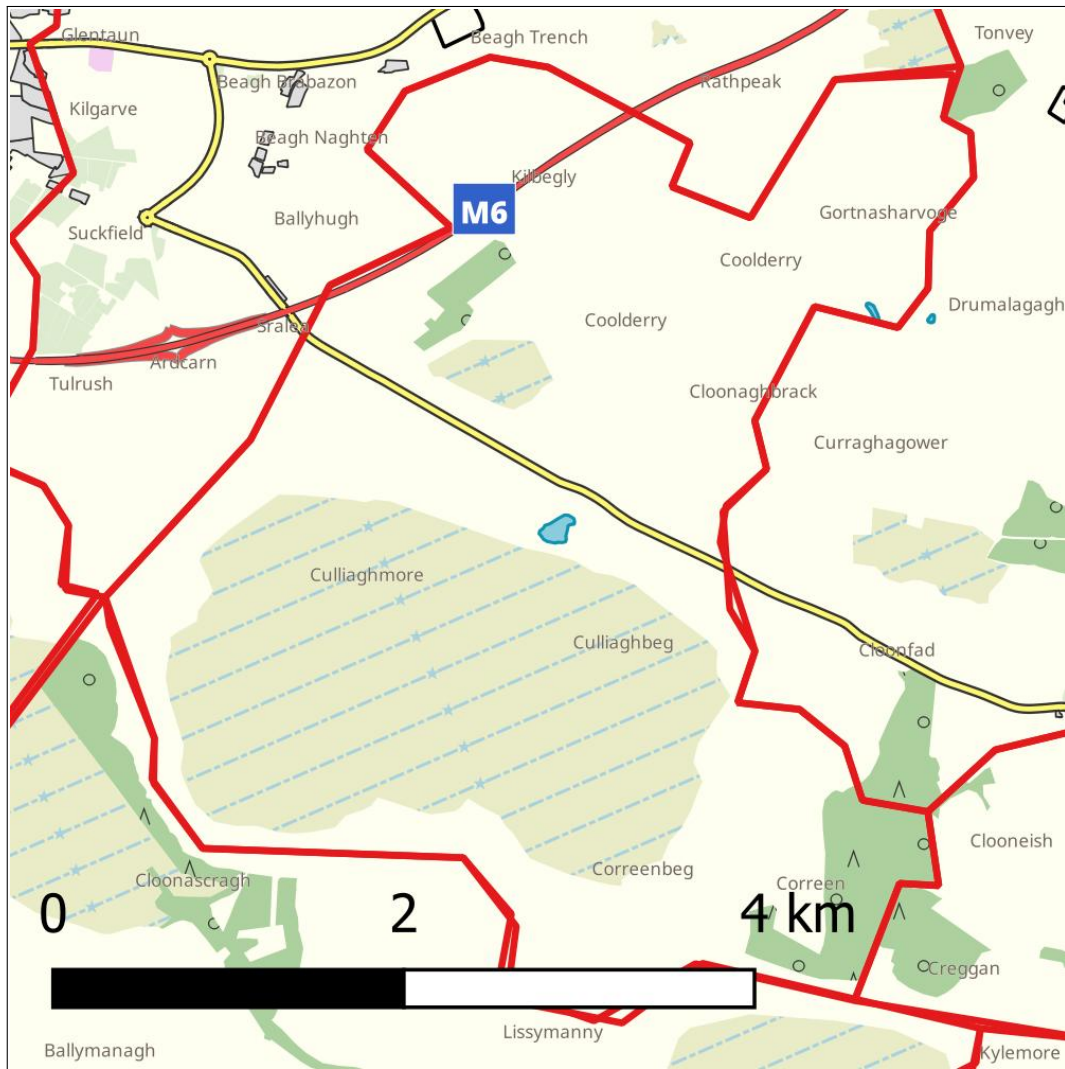 Glentaun
Tonvey
Beagh Trench
Beagh Brabazon
Rathpeak
Kilgarve
Beagh Naghten
Kilbegly
M6
Ballyhugh
Gortnasharvoge
Suckfield
Coolderry
Drumalagagh
Coolderry
Sralea
Ardcarn
Tulrush
Cloonaghbrack
Curraghagower
Culliaghmore
Culliaghbeg
Cloonfad
Clooneish
Correenbeg
Cloonascragh
Correen
0 2 4 km
Creggan
Lissymanny
Ballymanagh
Kylemore